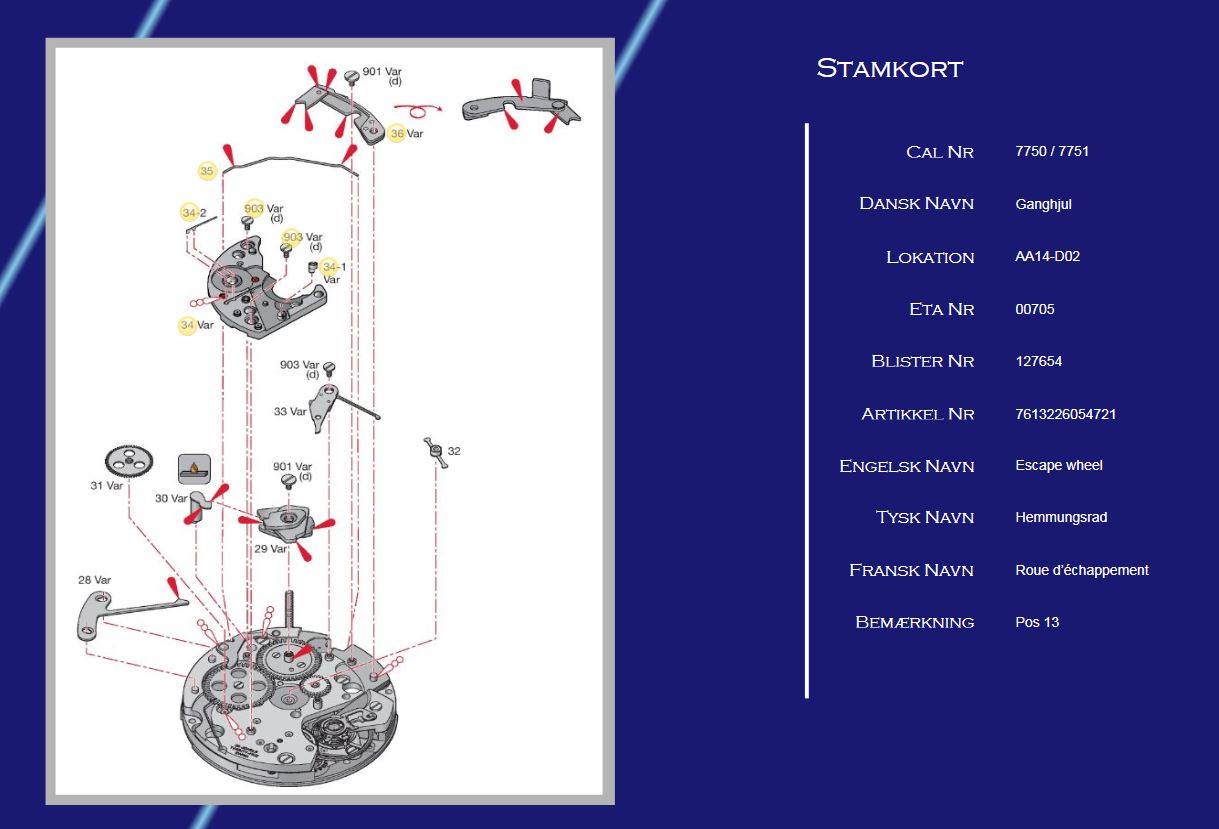 901 Var
(d)
36 Var
35
34-2
903 Var
(d)
903 Var
(d)
34-1
Var
34 Var
903 Var
(d)
33 Var
32
31 Var
30 Var
901 Var
(d)
29 Var
28 Var
Stamkort
Cal Nr 7750 / 7751
Dansk Navn Ganghjul
Lokation AA14-D02
Eta Nr 00705
Blister Nr 127654
Artikkel Nr 7613226054721
Engelsk Navn Escape wheel
Tysk Navn Hemmungsrad
Fransk Navn Roue d'échappement
Bemærkning Pos 13